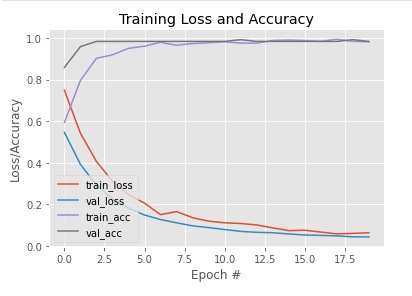 Training Loss and Accuracy
Loss/Accuracy
1.0
0.8
0.6
0.4
0.2
0.0
train_loss
val_loss
train_acc
val_acc
0.0 2.5 5.0 7.5 10.0 12.5 15.0 17.5
Epoch #